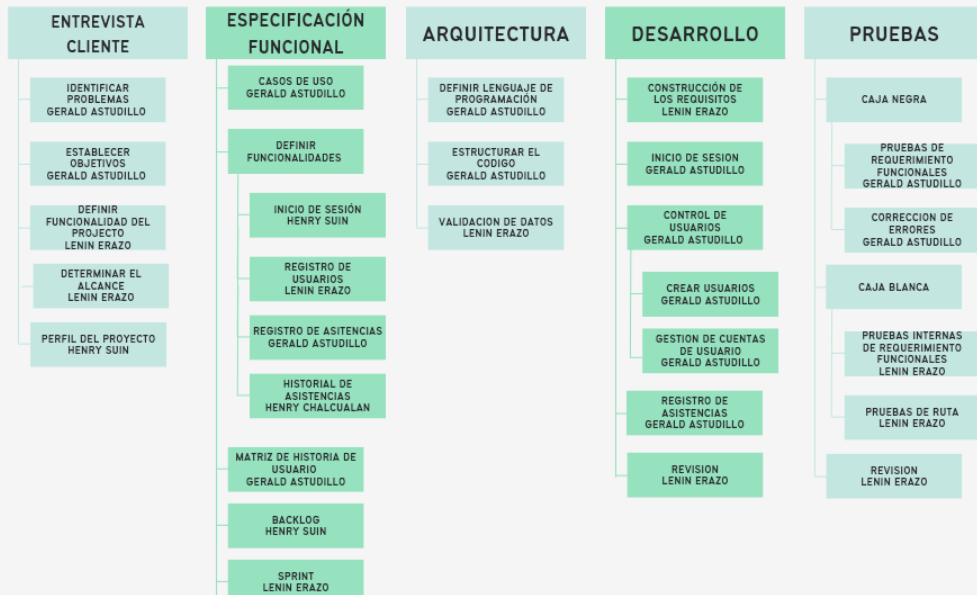 ENTREVISTA
CLIENTE
IDENTIFICAR
PROBLEMAS
GERALD ASTUDILLO
ESTABLECER
OBJETIVOS
GERALD ASTUDILLO
DEFINIR
FUNCIONALIDAD DEL
PROJECTO
LENIN ERAZO
DETERMINAR EL
ALCANCE
LENIN ERAZO
PERFIL DEL PROYECTO
HENRY SUIN
ESPECIFICACIÓN
FUNCIONAL
CASOS DE USO
GERALD ASTUDILLO
DEFINIR
FUNCIONALIDADES
INICIO DE SESIÓN
HENRY SUIN
REGISTRO DE
USUARIOS
LENIN ERAZO
REGISTRO DE ASITENCIAS
GERALD ASTUDILLO
HISTORIAL DE
ASISTENCIAS
HENRY CHALCUALAN
MATRIZ DE HISTORIA DE
USUARIO
GERALD ASTUDILLO
BACKLOG
HENRY SUIN
SPRINT
LENIN ERAZO
ARQUITECTURA
DEFINIR LENGUAJE DE
PROGRAMACIÓN
GERALD ASTUDILLO
ESTRUCTURAR EL
CODIGO
GERALD ASTUDILLO
VALIDACION DE DATOS
LENIN ERAZO
DESARROLLO
CONSTRUCCIÓN DE
LOS REQUISITOS
LENIN ERAZO
INICIO DE SESION
GERALD ASTUDILLO
CONTROL DE
USUARIOS
GERALD ASTUDILLO
CREAR USUARIOS
GERALD ASTUDILLO
GESTION DE CUENTAS
DE USUARIO
GERALD ASTUDILLO
REGISTRO DE
ASISTENCIAS
GERALD ASTUDILLO
REVISION
LENIN ERAZO
PRUEBAS
CAJA NEGRA
PRUEBAS DE
REQUERIMIENTO
FUNCIONALES
GERALD ASTUDILLO
CORRECCION DE
ERRORES
GERALD ASTUDILLO
CAJA BLANCA
PRUEBAS INTERNAS
DE REQUERIMIENTO
FUNCIONALES
LENIN ERAZO
PRUEBAS DE RUTA
LENIN ERAZO
REVISION
LENIN ERAZO